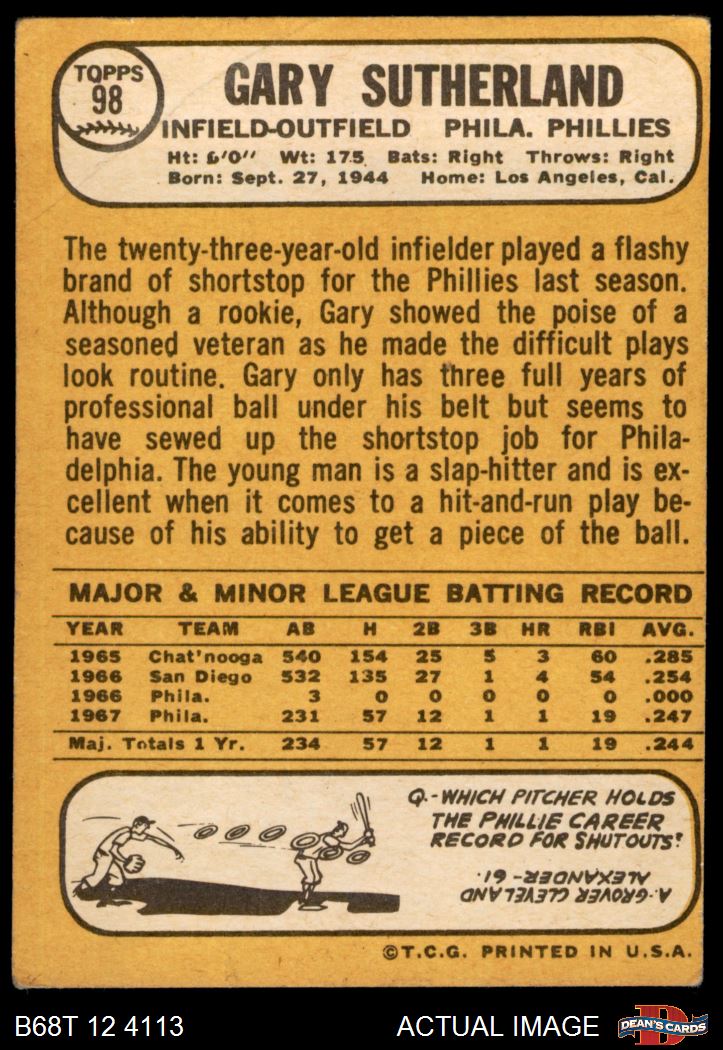 TOPPS
98
GARY SUTHERLAND
INFIELD-OUTFIELD PHILA. PHILLIES
Ht: 6'0" Wt: 175 Bats: Right Throws: Right
Born: Sept. 27, 1944 Home: Los Angeles, Cal.
The twenty-three-year-old infielder played a flashy
brand of shortstop for the Phillies last season.
Although a rookie, Gary showed the poise of a
seasoned veteran as he made the difficult plays
look routine. Gary only has three full years of
professional ball under his belt but seems to
have sewed up the shortstop job for Phila-
delphia. The young man is a slap-hitter and is ex-
cellent when it comes to a hit-and-run play be-
cause of his ability to get a piece of the ball.
MAJOR & MINOR LEAGUE BATTING RECORD
YEAR TEAM AB H 2B 3B HR RBI AVG.
1965 Chat'nooga 540 154 25 5 3 60 .285
1966 San Diego 532 135 27 1 4 54 .254
1966 Phila. 3 0 0 0 0 0 .000
1967 Phila. 231 57 12 1 1 19 .247
Maj. Totals 1 Yr. 234 57 12 1 1 19 .244
Q.-WHICH PITCHER HOLDS
THE PHILLIE CAREER
RECORD FOR SHUTOUTS?
A.-GROVER CLEVELAND
ALEXANDER-61.
©T.C.G. PRINTED IN U.S.A.
B68T 12 4113 ACTUAL IMAGE
D
DEAN'S CARDS